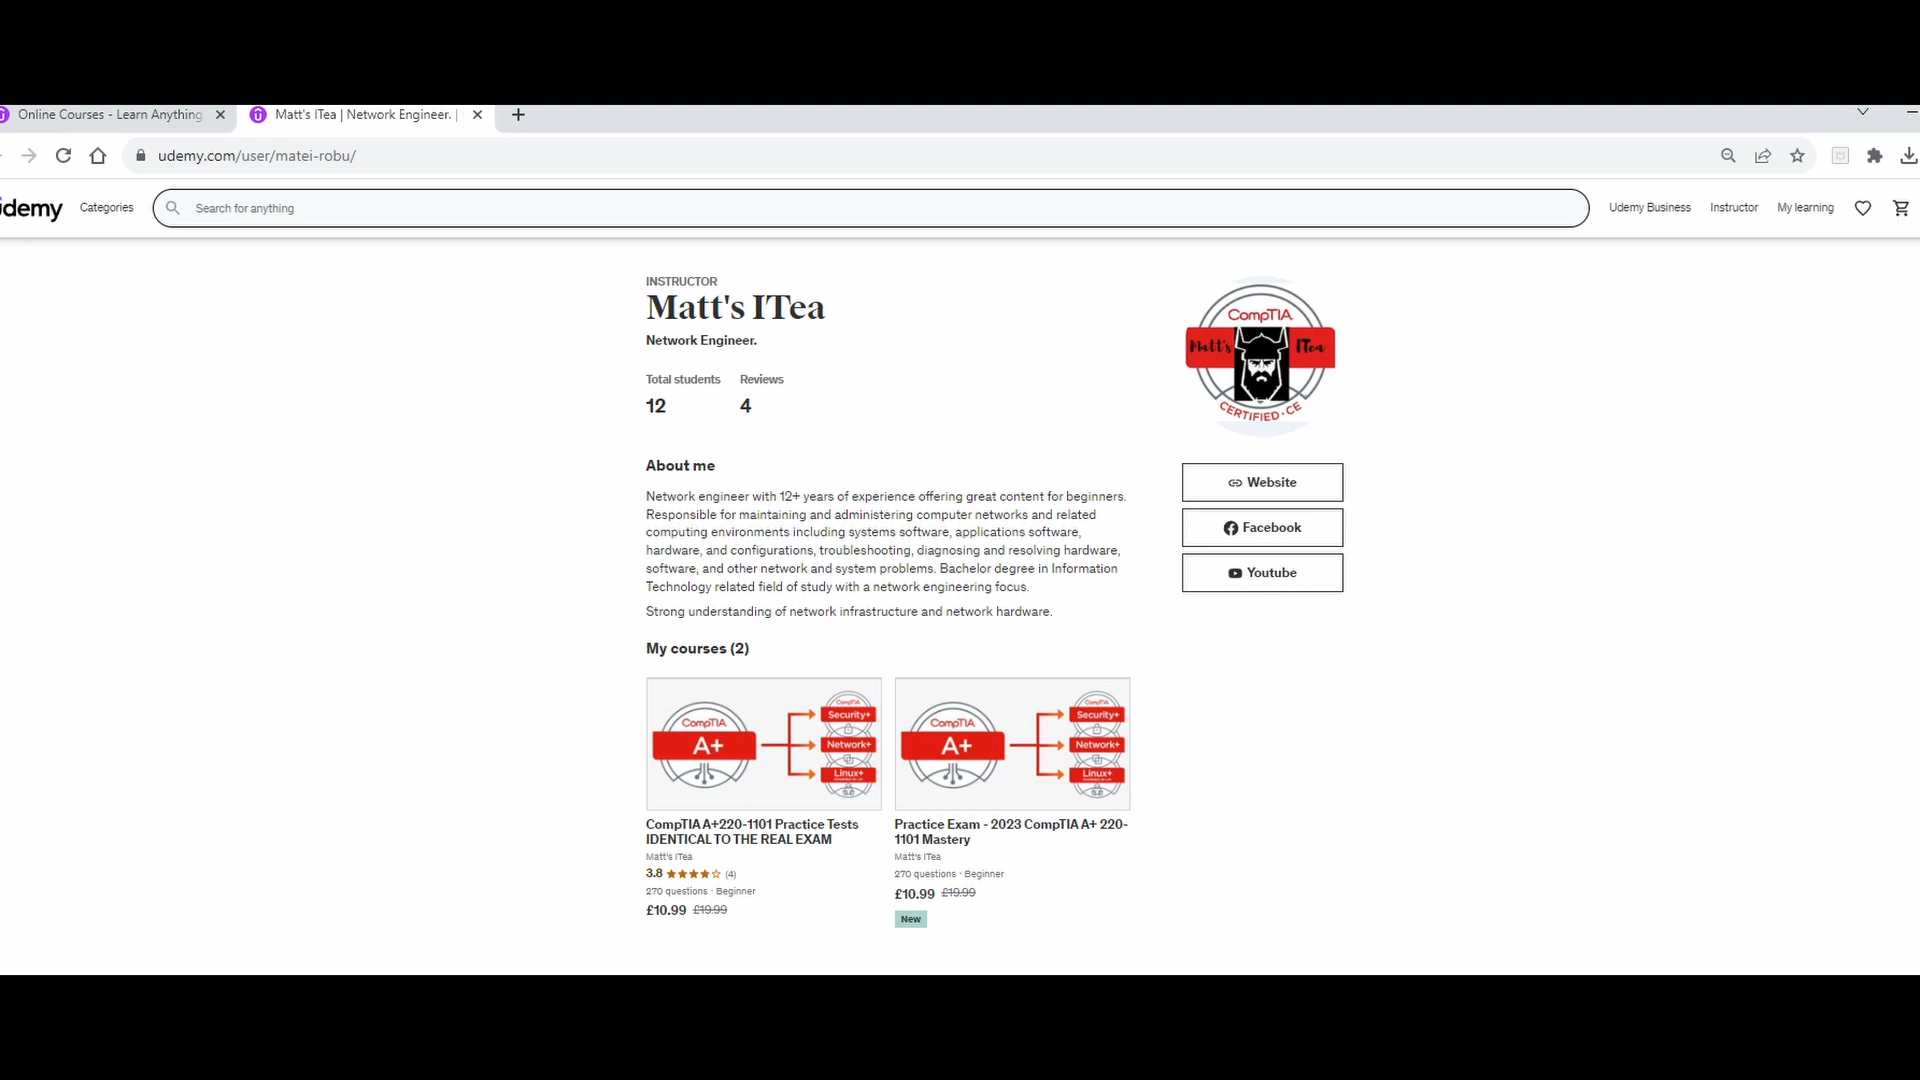 Online Courses - Learn Anything
Matt's ITea | Network Engineer. |
udemy.com/user/matei-robu/
udemy
Categories
Search for anything
Udemy Business
Instructor
My learning
INSTRUCTOR
Matt's ITea
Network Engineer.
Total students
Reviews
12
4
CompTIA
Matt's ITea
CERTIFIED·CE
About me
Network engineer with 12+ years of experience offering great content for beginners.
Responsible for maintaining and administering computer networks and related
computing environments including systems software, applications software,
hardware, and configurations, troubleshooting, diagnosing and resolving hardware,
software, and other network and system problems. Bachelor degree in Information
Technology related field of study with a network engineering focus.
Strong understanding of network infrastructure and network hardware.
Website
Facebook
Youtube
My courses (2)
CompTIA
A+
CompTIA
Security+
Network+
Linux+
CompTIA
A+
CompTIA
Security+
Network+
Linux+
CompTIA A+220-1101 Practice Tests
IDENTICAL TO THE REAL EXAM
Matt's ITea
3.8 (4)
270 questions · Beginner
£10.99 £19.99
Practice Exam - 2023 CompTIA A+ 220-
1101 Mastery
Matt's ITea
270 questions · Beginner
£10.99 £19.99
New